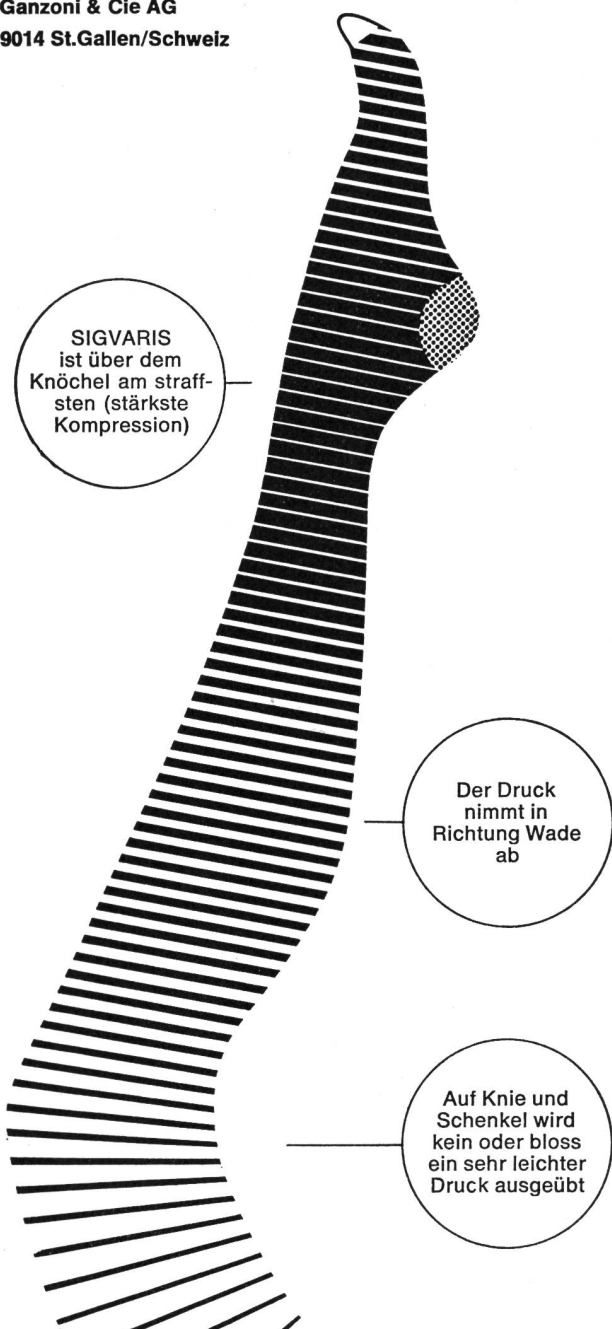 Ganzoni & Cie AG
9014 St.Gallen/Schweiz
SIGVARIS
ist über dem
Knöchel am straff-
sten (stärkste
Kompression)
Der Druck
nimmt in
Richtung Wade
ab
Auf Knie und
Schenkel wird
kein oder bloss
ein sehr leichter
Druck ausgeübt